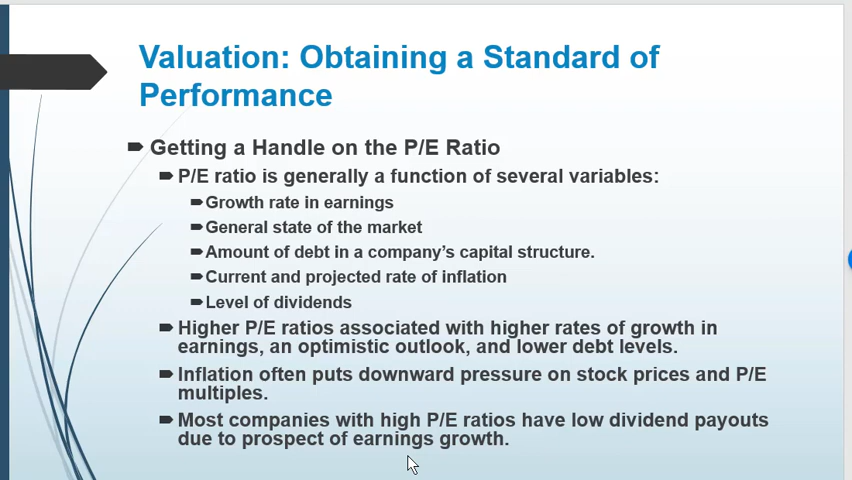 Valuation: Obtaining a Standard of
Performance
Getting a Handle on the P/E Ratio
P/E ratio is generally a function of several variables:
Growth rate in earnings
General state of the market
Amount of debt in a company’s capital structure.
Current and projected rate of inflation
Level of dividends
Higher P/E ratios associated with higher rates of growth in
earnings, an optimistic outlook, and lower debt levels.
Inflation often puts downward pressure on stock prices and P/E
multiples.
Most companies with high P/E ratios have low dividend payouts
due to prospect of earnings growth.